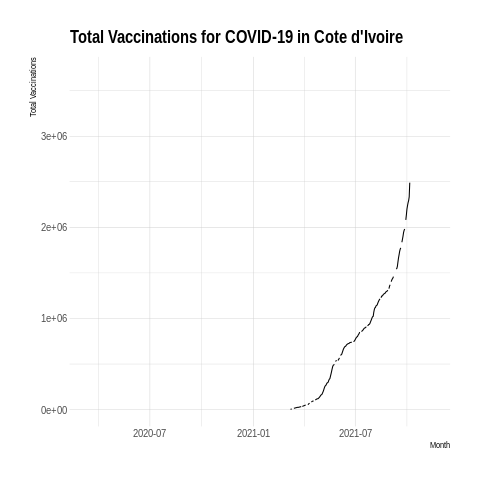 Total Vaccinations for COVID-19 in Cote d'Ivoire
Total Vaccinations
3e+06
2e+06
1e+06
0e+00
2020-07
2021-01
2021-07
Month